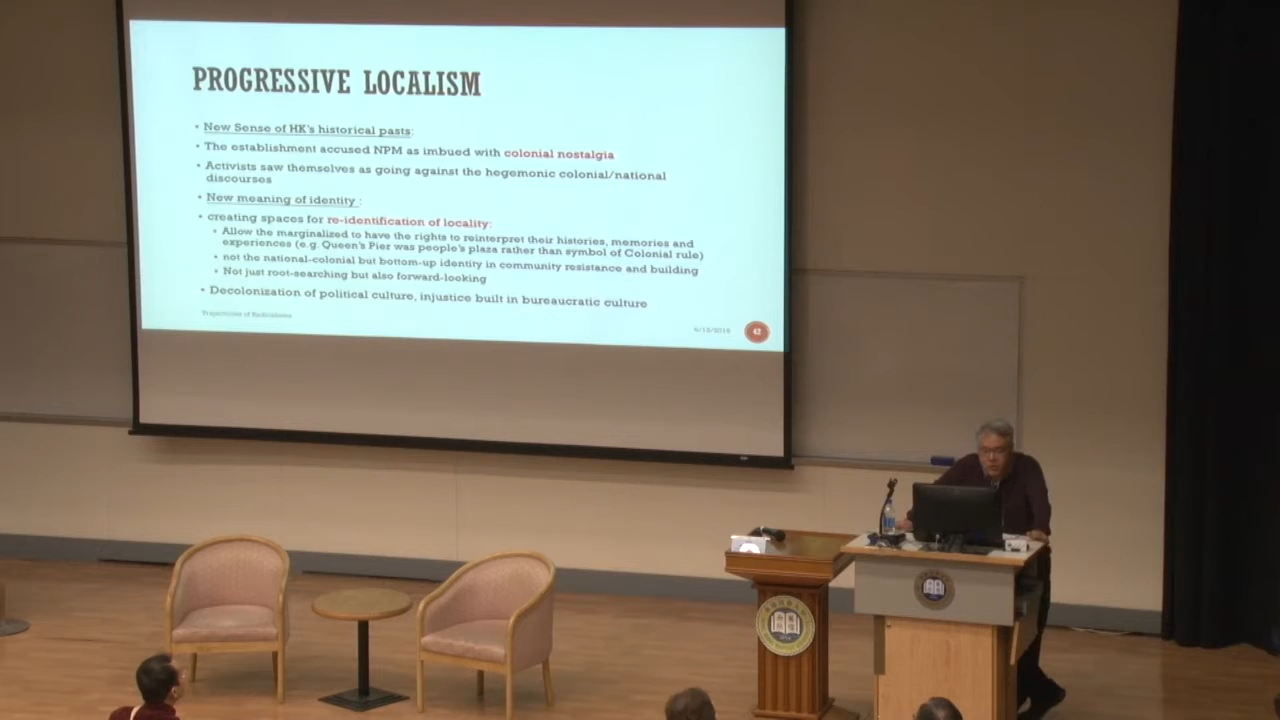 PROGRESSIVE LOCALISM
New Sense of HK's historical pasts:
The establishment accused NPM as imbued with colonial nostalgia
Activists saw themselves as going against the hegemonic colonial/national
discourses
New meaning of identity :
creating spaces for re-identification of locality:
Allow the marginalized to have the rights to reinterpret their histories, memories and
experiences (e.g. Queen's Pier was people's plaza rather than symbol of Colonial rule)
not the national-colonial but bottom-up identity in community resistance and building
Not just root-searching but also forward-looking
Decolonization of political culture, injustice built in bureaucratic culture
Trajectories of Radicalness
42